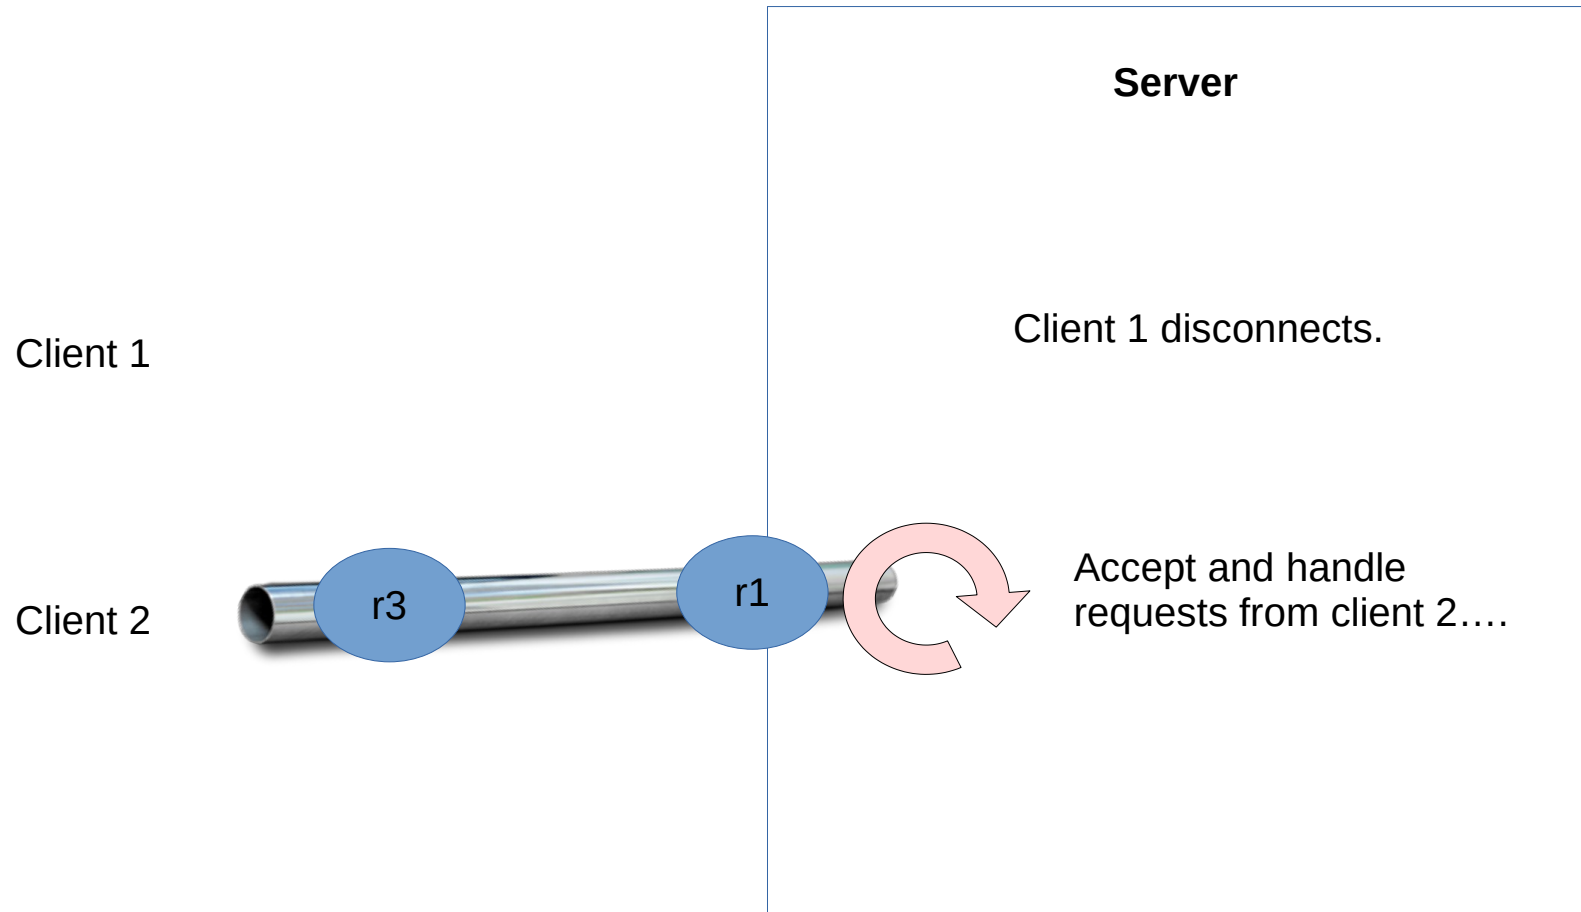 Server
Client 1 disconnects.
Client 1
Accept and handle
requests from client 2....
Client 2
r3
r1